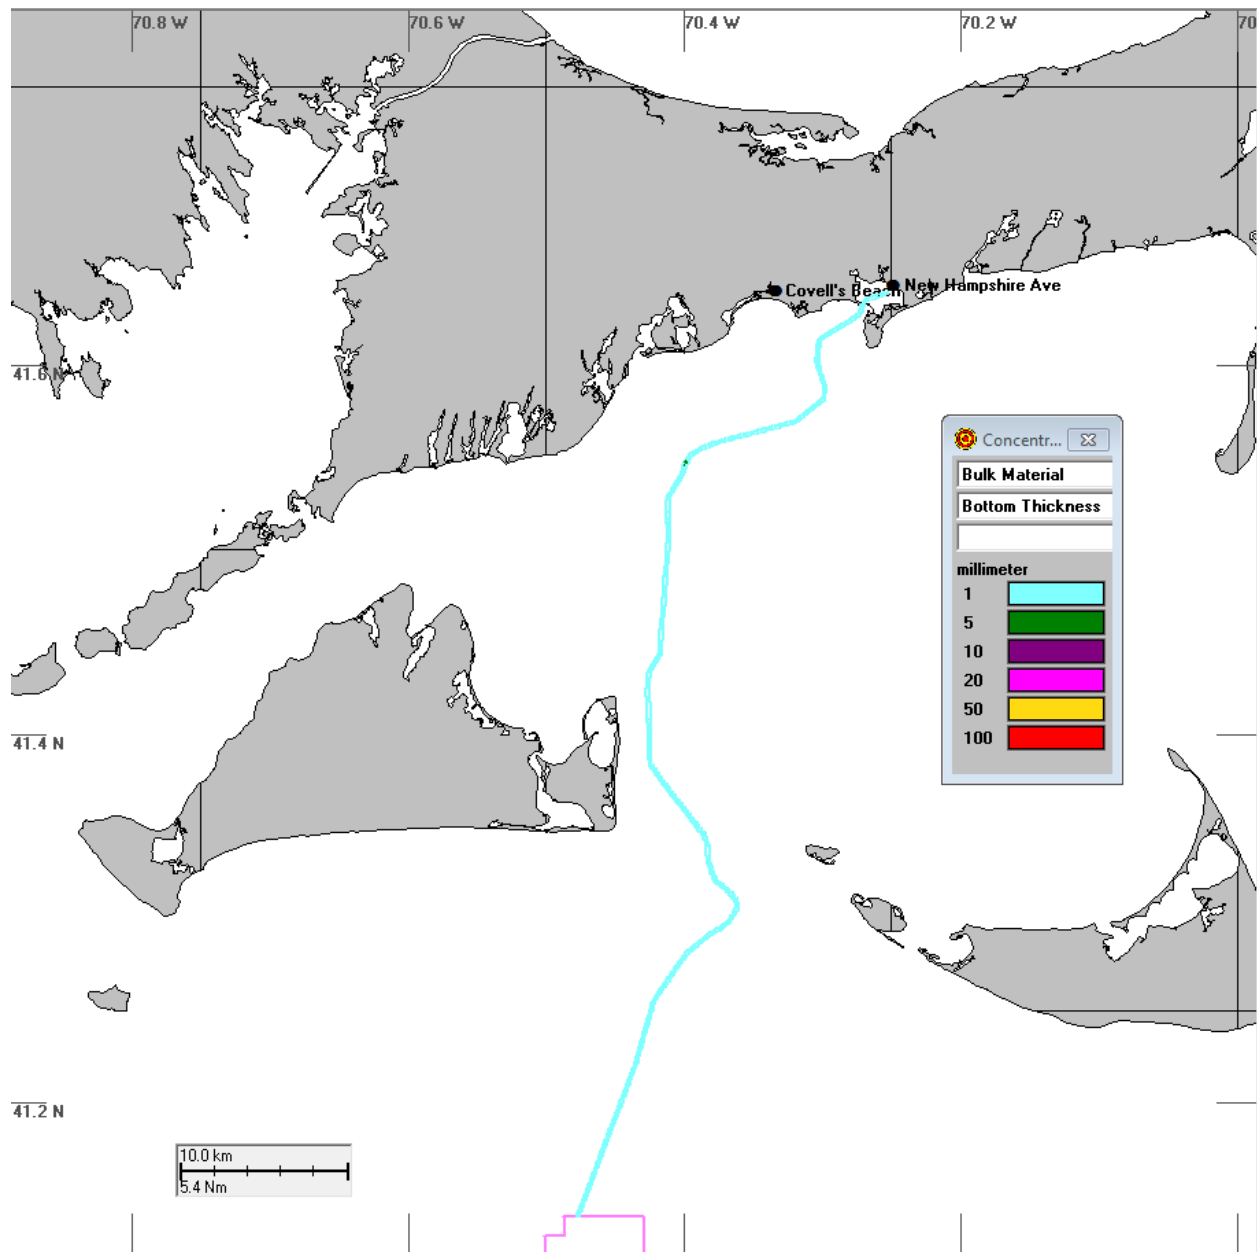 70.8 W
70.6 W
70.4 W
70.2 W
70
Covell's Beach
New Hampshire Ave
41.6 N
Concentr...
Bulk Material
Bottom Thickness
millimeter
1
5
10
20
50
100
41.4 N
41.2 N
10.0 km
5.4 Nm